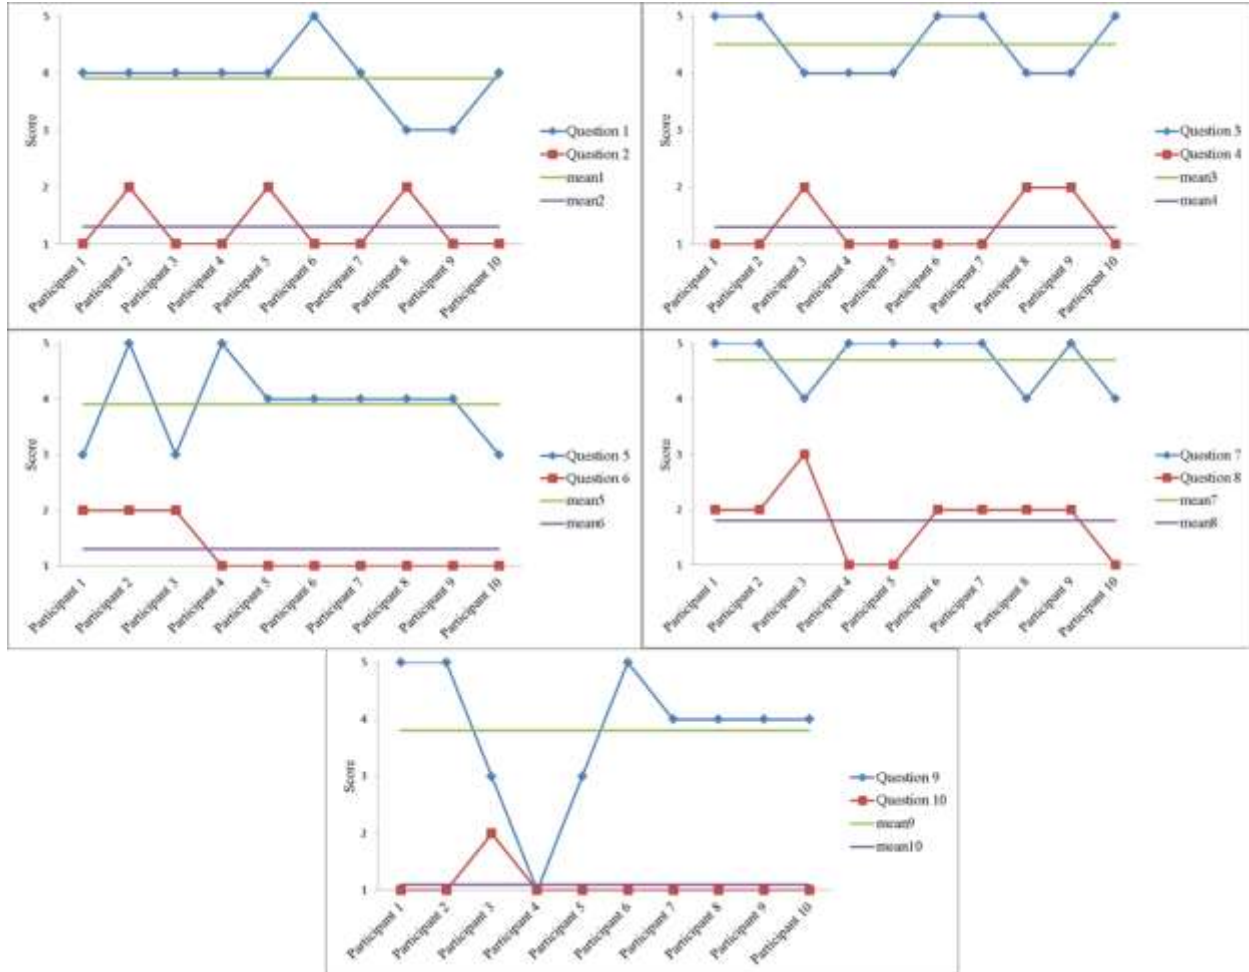 5
4
3
2
1
Score
Participant 1
Participant 2
Participant 3
Participant 4
Participant 5
Participant 6
Participant 7
Participant 8
Participant 9
Participant 10
Question 1
Question 2
mean1
mean2
5
4
3
2
1
Score
Participant 1
Participant 2
Participant 3
Participant 4
Participant 5
Participant 6
Participant 7
Participant 8
Participant 9
Participant 10
Question 3
Question 4
mean3
mean4
5
4
3
2
1
Score
Participant 1
Participant 2
Participant 3
Participant 4
Participant 5
Participant 6
Participant 7
Participant 8
Participant 9
Participant 10
Question 5
Question 6
mean5
mean6
5
4
3
2
1
Score
Participant 1
Participant 2
Participant 3
Participant 4
Participant 5
Participant 6
Participant 7
Participant 8
Participant 9
Participant 10
Question 7
Question 8
mean7
mean8
5
4
3
2
1
Score
Participant 1
Participant 2
Participant 3
Participant 4
Participant 5
Participant 6
Participant 7
Participant 8
Participant 9
Participant 10
Question 9
Question 10
mean9
mean10